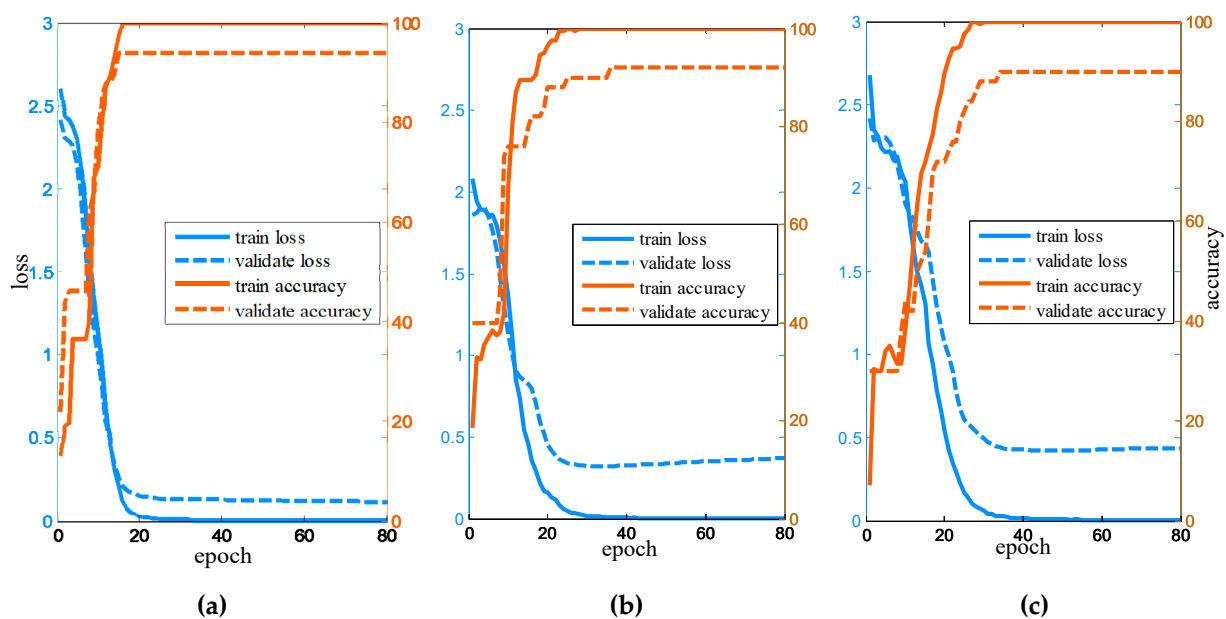 3
2.5
2
1.5
1
0.5
0
loss
100
80
60
40
20
0
train loss
validate loss
train accuracy
validate accuracy
0 20 40 60 80
epoch
(a)
3
2.5
2
1.5
1
0.5
0
100
80
60
40
20
0
train loss
validate loss
train accuracy
validate accuracy
0 20 40 60 80
epoch
(b)
3
2.5
2
1.5
1
0.5
0
100
80
60
40
20
0
accuracy
train loss
validate loss
train accuracy
validate accuracy
0 20 40 60 80
epoch
(c)